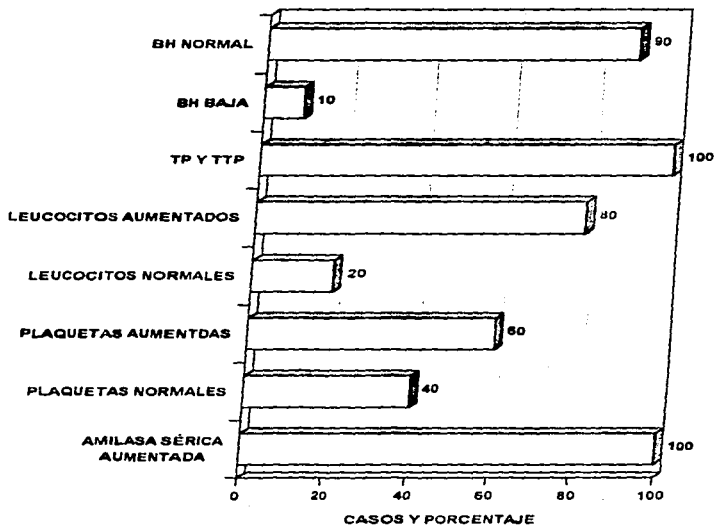 BH NORMAL 90
BH BAJA 10
TP Y TTP 100
LEUCOCITOS AUMENTADOS 80
LEUCOCITOS NORMALES 20
PLAQUETAS AUMENTDAS 60
PLAQUETAS NORMALES 40
AMILASA SÉRICA
AUMENTADA 100
0 20 40 60 80 100
CASOS Y PORCENTAJE